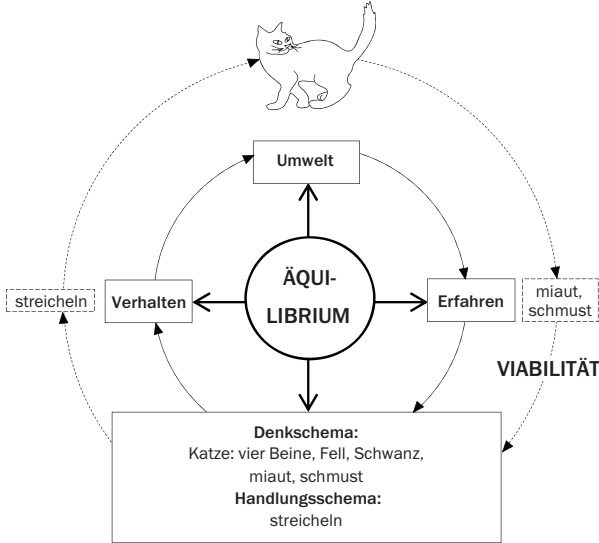 Umwelt
ÄQUI-
LIBRIUM
streicheln
Verhalten
Erfahren
miaut,
schmust
VIABILITÄT
Denkschema:
Katze: vier Beine, Fell, Schwanz,
miaut, schmust
Handlungsschema:
streicheln